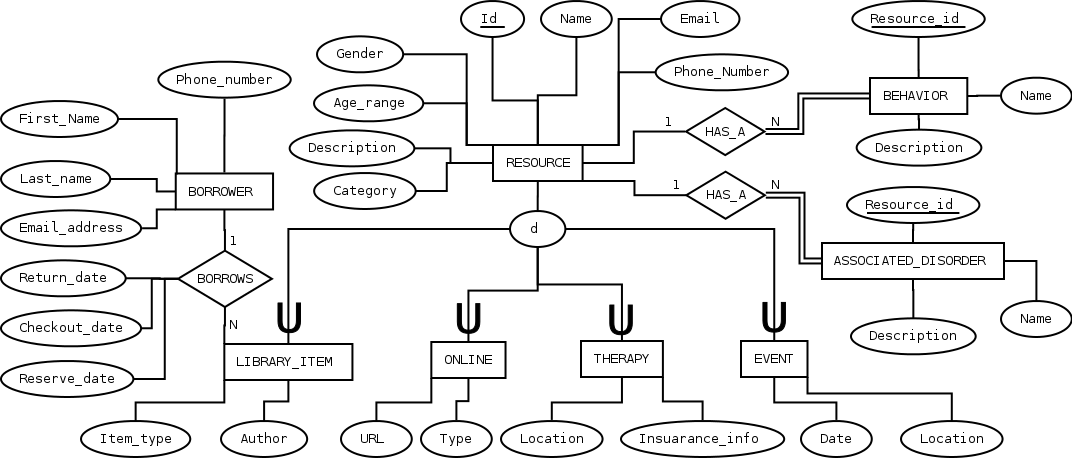 Id
Name
Email
Resource_id
Gender
Phone_Number
Phone_number
Age_range
BEHAVIOR
Name
First_Name
1
N
HAS_A
Description
Description
RESOURCE
Last_name
BORROWER
Category
1
N
HAS_A
Resource_id
Email_address
d
1
ASSOCIATED_DISORDER
Return_date
BORROWS
U
U
U
U
Name
Checkout_date
N
Description
LIBRARY_ITEM
ONLINE
THERAPY
EVENT
Reserve_date
Item_type
Author
URL
Type
Location
Insuarance_info
Date
Location